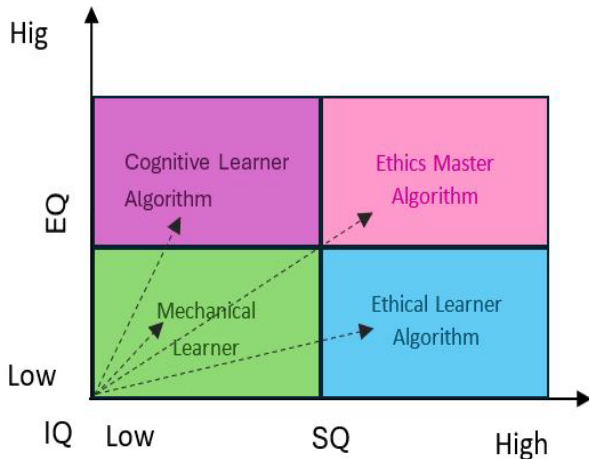 Hig
Cognitive Learner
Algorithm
Ethics Master
Algorithm
EQ
Mechanical
Learner
Ethical Learner
Algorithm
Low
IQ
Low
SQ
High